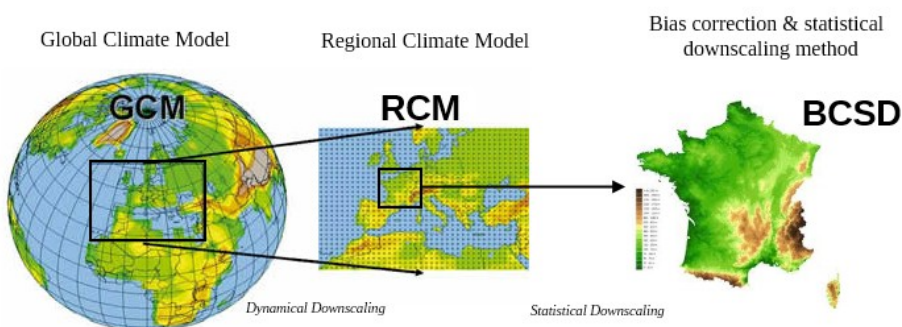 Global Climate Model
Regional Climate Model
Bias correction & statistical
downscaling method
GCM
RCM
BCSD
Dynamical Downscaling
Statistical Downscaling